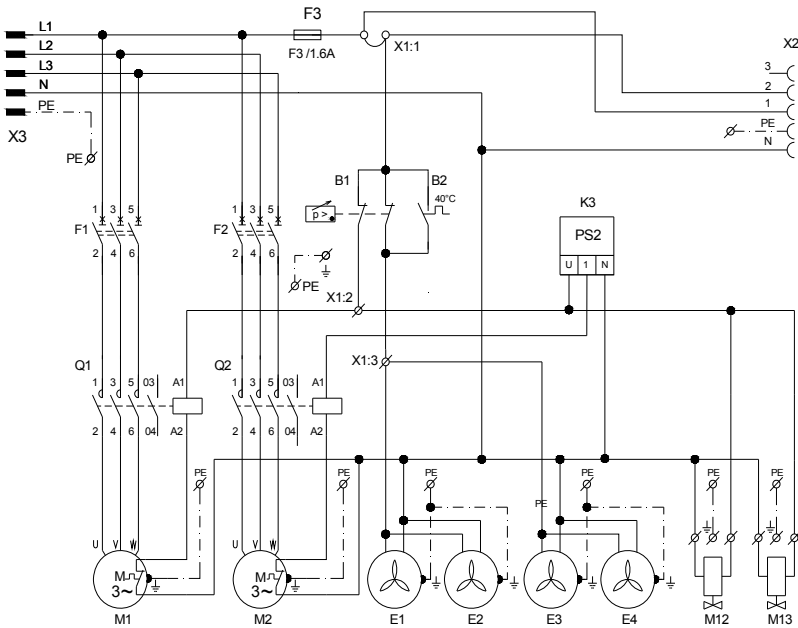 F3
L1
L2
L3
N
PE
X3
PE
F3 /1.6A
X1:1
X2
3
2
1
PE
N
B1
B2
40°C
p >
K3
PS2
U 1 N
F1
1 3 5
2 4 6
F2
1 3 5
2 4 6
PE
X1:2
X1:3
Q1
1 3 5 03 A1
2 4 6 04 A2
Q2
1 3 5 03 A1
2 4 6 04 A2
PE
PE
PE
PE
PE
PE
PE
U V W
U V W
M
3~
M
3~
M1
M2
E1
E2
E3
E4
M12
M13